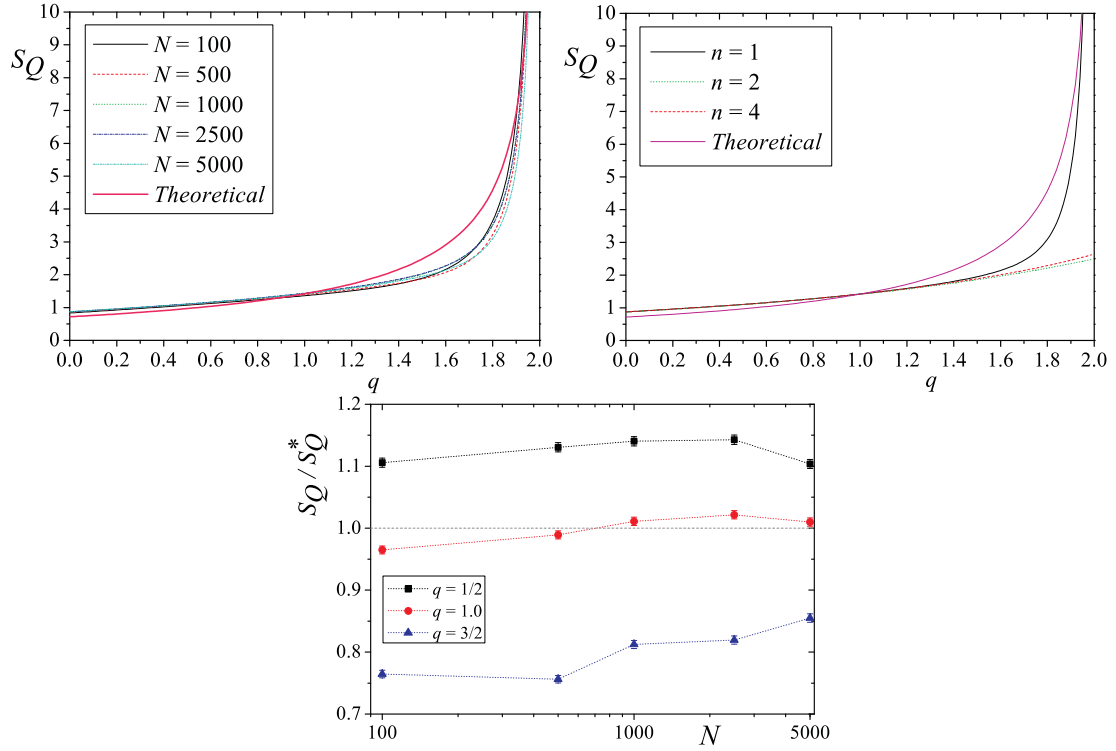 S_Q
10
9
8
7
6
5
4
3
2
1
0
N = 100
N = 500
N = 1000
N = 2500
N = 5000
Theoretical
0.0 0.2 0.4 0.6 0.8 1.0 1.2 1.4 1.6 1.8 2.0
q
S_Q
10
9
8
7
6
5
4
3
2
1
0
n = 1
n = 2
n = 4
Theoretical
0.0 0.2 0.4 0.6 0.8 1.0 1.2 1.4 1.6 1.8 2.0
q
S_Q / S_Q^*
1.2
1.1
1.0
0.9
0.8
0.7
q = 1/2
q = 1.0
q = 3/2
100 1000 N 5000